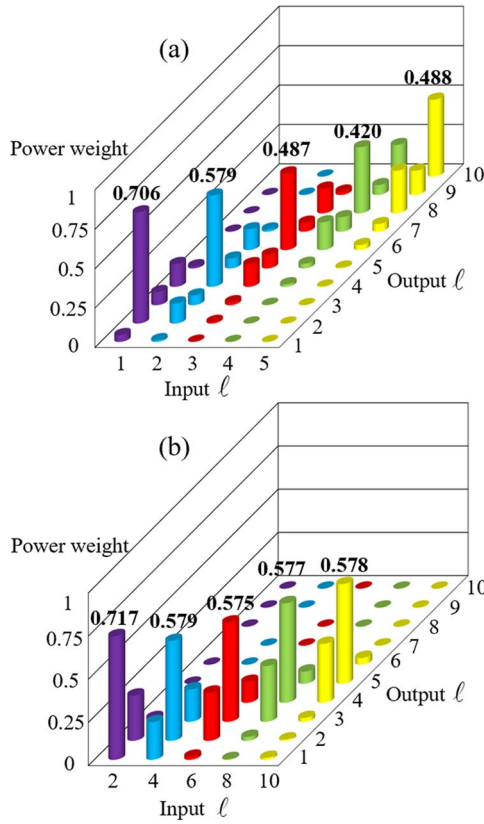 (a)
0.488
0.420
0.487
0.579
0.706
Power weight
1
0.75
0.5
0.25
0
1 2 3 4 5
Input ℓ
1 2 3 4 5 6 7 8 9 10
Output ℓ
(b)
Power weight
0.577 0.578
0.575
0.579
0.717
1
0.75
0.5
0.25
0
2 4 6 8 10
Input ℓ
1 2 3 4 5 6 7 8 9 10
Output ℓ